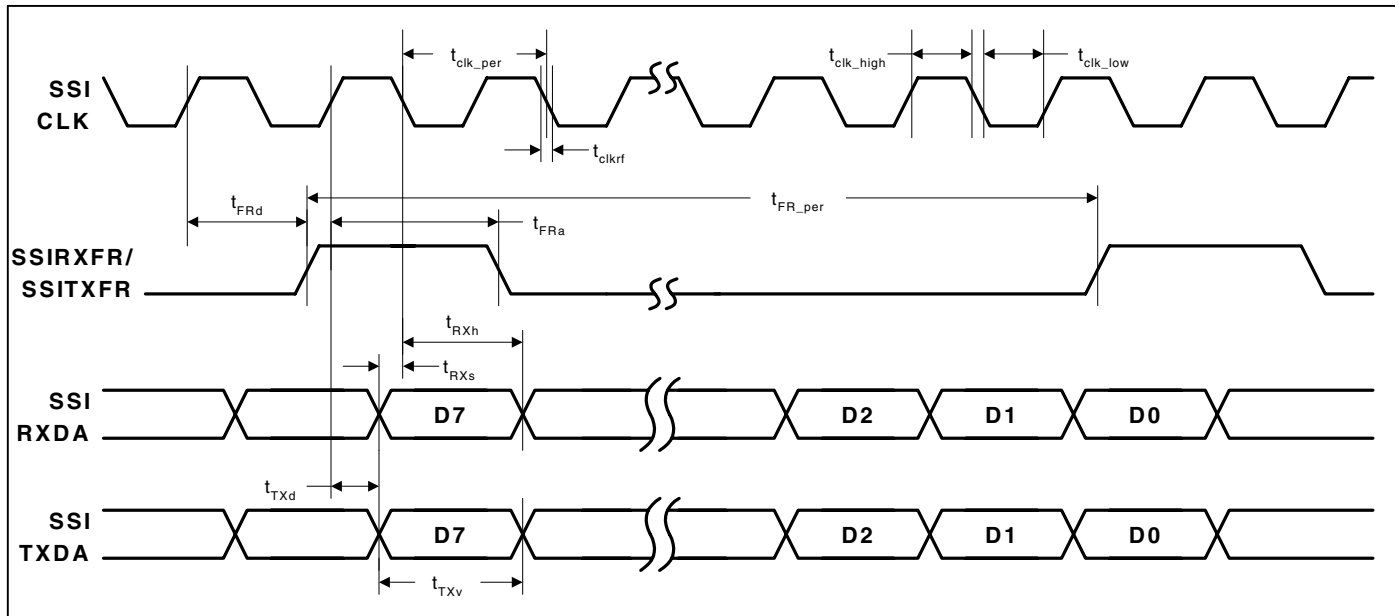 SSI
CLK
t_clk_per
t_clk_high
t_clk_low
t_clkrf
t_FRd
t_FR_per
t_FRa
SSIRXFR/
SSITXFR
t_RXh
t_RXs
SSI
RXDA
D7
D2
D1
D0
t_TXd
SSI
TXDA
D7
D2
D1
D0
t_TXv